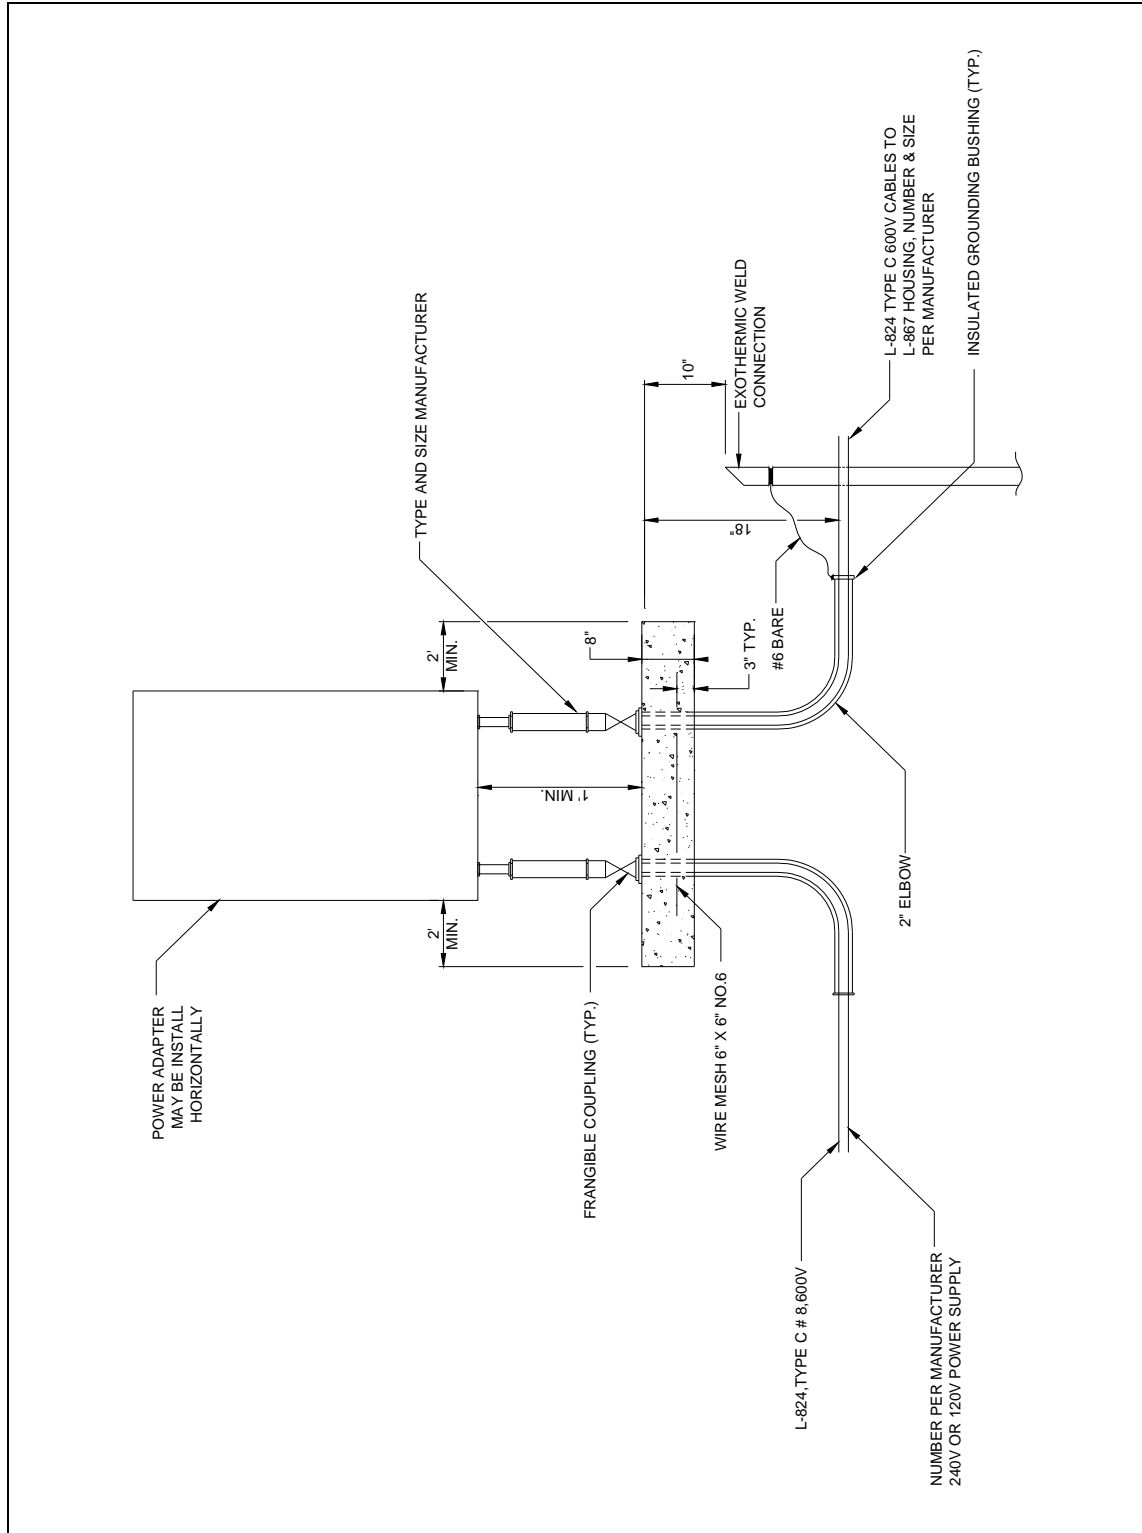 POWER ADAPTER
MAY BE INSTALL
HORIZONTALLY
TYPE AND SIZE MANUFACTURER
2'
MIN.
2'
MIN.
1' MIN.
FRANGIBLE COUPLING (TYP.)
8"
3" TYP.
10"
18"
EXOTHERMIC WELD
CONNECTION
#6 BARE
WIRE MESH 6" X 6" NO.6
2" ELBOW
L-824 TYPE C 600V CABLES TO
L-867 HOUSING, NUMBER & SIZE
PER MANUFACTURER
INSULATED GROUNDING BUSHING (TYP.)
L-824,TYPE C # 8,600V
NUMBER PER MANUFACTURER
240V OR 120V POWER SUPPLY